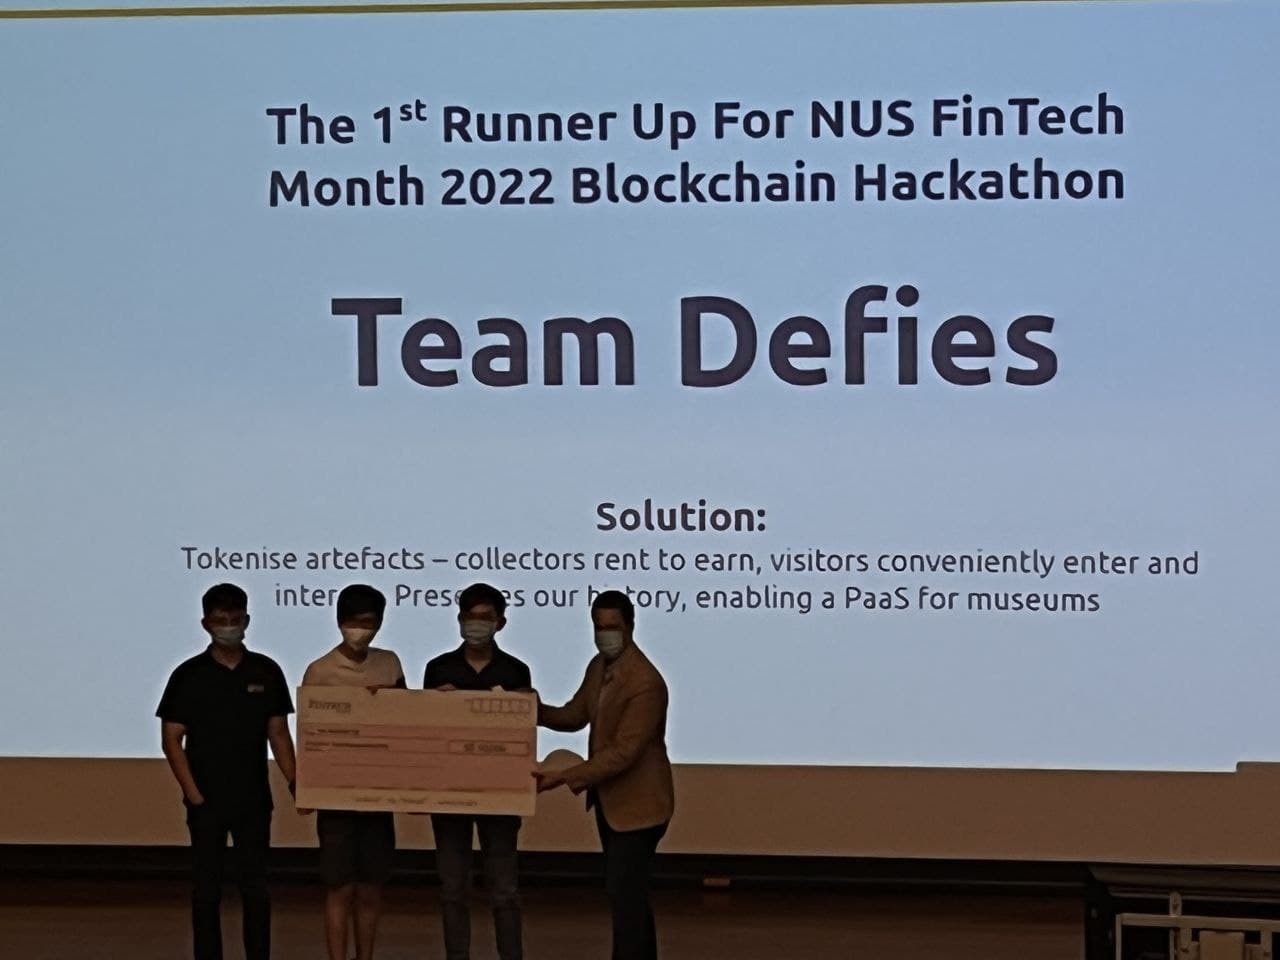 The 1st Runner Up For NUS FinTech
Month 2022 Blockchain Hackathon
Team Defies
Solution:
Tokenise artefacts – collectors rent to earn, visitors conveniently enter and
our enabling a PaaS for museums
FINTECH